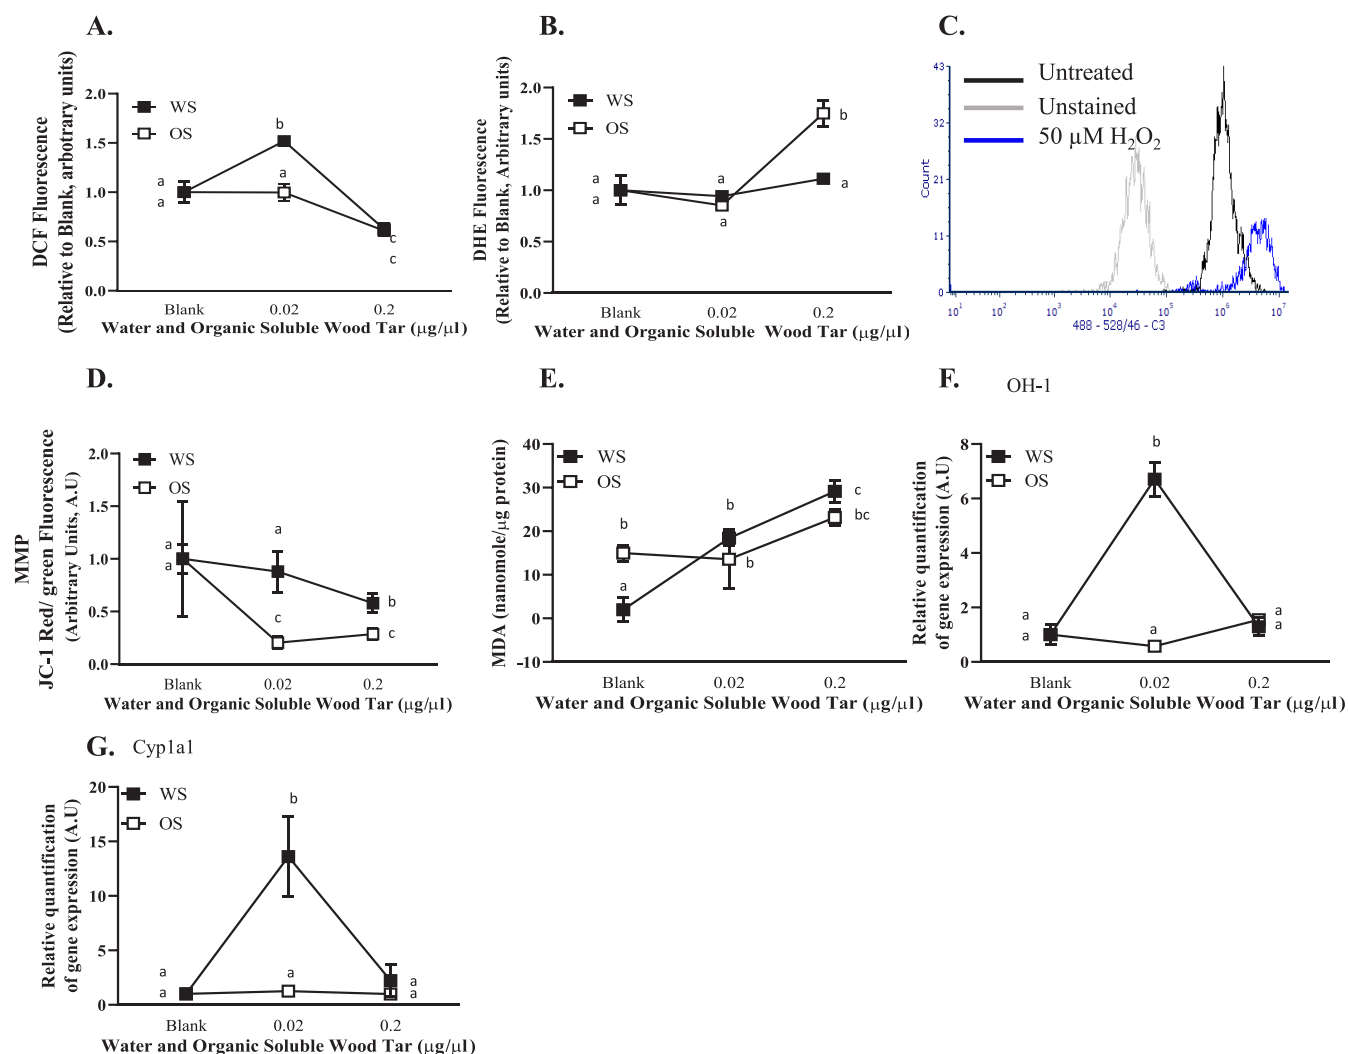 A.
DCF Fluorescence
(Relative to Blank, arbotrary units)
2.0
1.5
1.0
0.5
0.0
WS
OS
a
a
b
a
c
c
Blank
0.02
0.2
Water and Organic Soluble Wood Tar (µg/µl)
B.
DHE Fluorescence
(Relative to Blank, Arbitrary units)
2.0
1.5
1.0
0.5
0.0
WS
OS
a
a
a
a
b
a
Blank
0.02
0.2
Water and Organic Soluble Wood Tar (µg/µl)
C.
Untreated
Unstained
50 µM H₂O₂
Count
43
32
21
11
0
10¹
10²
10³
10⁴
10⁵
10⁶
10⁷
488 - 528/46 - C3
D.
MMP
JC-1 Red/ green Fluorescence
(Arbitrary Units, A.U)
2.0
1.5
1.0
0.5
0.0
WS
OS
a
a
a
c
b
c
Blank
0.02
0.2
Water and Organic Soluble Wood Tar (µg/µl)
E.
MDA (nanomole/µg protein)
40
30
20
10
0
-10
WS
OS
b
a
b
b
c
bc
Blank
0.02
0.2
Water and Organic Soluble Wood Tar (µg/µl)
F.
OH-1
Relative quantification
of gene expression (A.U)
8
6
4
2
0
WS
OS
a
a
b
a
a
a
Blank
0.02
0.2
Water and Organic Soluble Wood Tar (µg/µl)
G. Cyp1a1
Relative quantification
of gene expression (A.U)
20
15
10
5
0
WS
OS
a
a
b
a
a
a
Blank
0.02
0.2
Water and Organic Soluble Wood Tar (µg/µl)